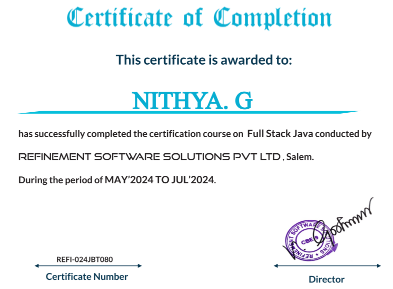 Certificate of Completion
This certificate is awarded to:
NITHYA. G
has successfully completed the certification course on Full Stack Java conducted by
REFINEMENT SOFTWARE SOLUTIONS PVT LTD , Salem.
During the period of MAY'2024 TO JUL'2024.
REFI-024JBT080
Certificate Number
Director